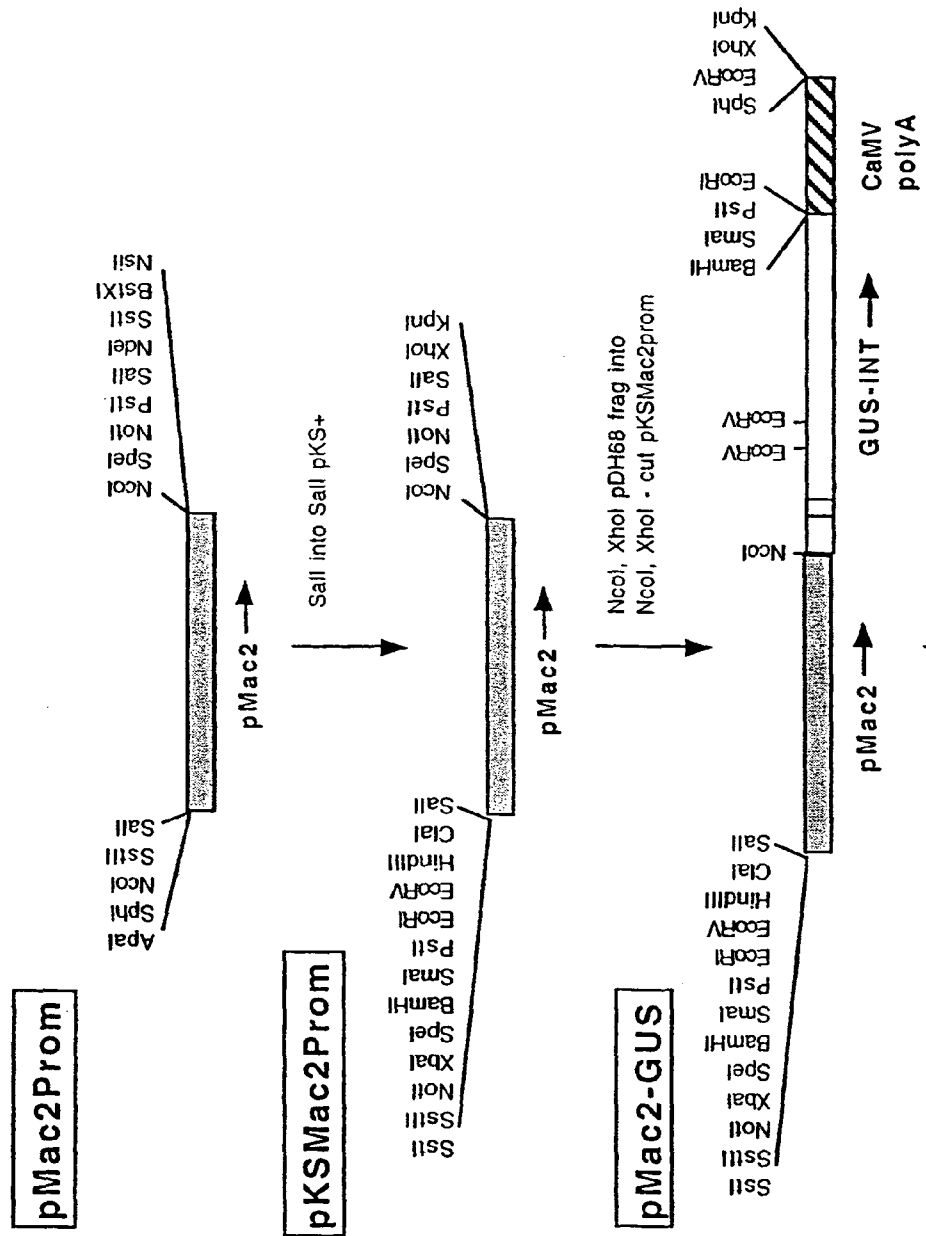 pMac2Prom
ApaI
SphI
NcoI
SstII
SalI
NcoI
SpeI
NotI
PstI
SalI
NdeI
SstI
BstXI
NsiI
pMac2
SalI into SalI pKS+
pKSMac2Prom
SstI
SstII
NotI
XbaI
SpeI
BamHI
SmaI
PstI
EcoRI
EcoRV
HindIII
ClaI
SalI
NcoI
SpeI
NotI
PstI
SalI
XhoI
KpnI
pMac2
NcoI, XhoI pDH68 frag into
NcoI, XhoI - cut pKSMac2prom
pMac2-GUS
SstI
SstII
NotI
XbaI
SpeI
BamHI
SmaI
PstI
EcoRI
EcoRV
HindIII
ClaI
SalI
NcoI
EcoRV
EcoRV
BamHI
SmaI
PstI
EcoRI
SphI
EcoRV
XhoI
KpnI
pMac2
GUS-INT
CaMV
polyA